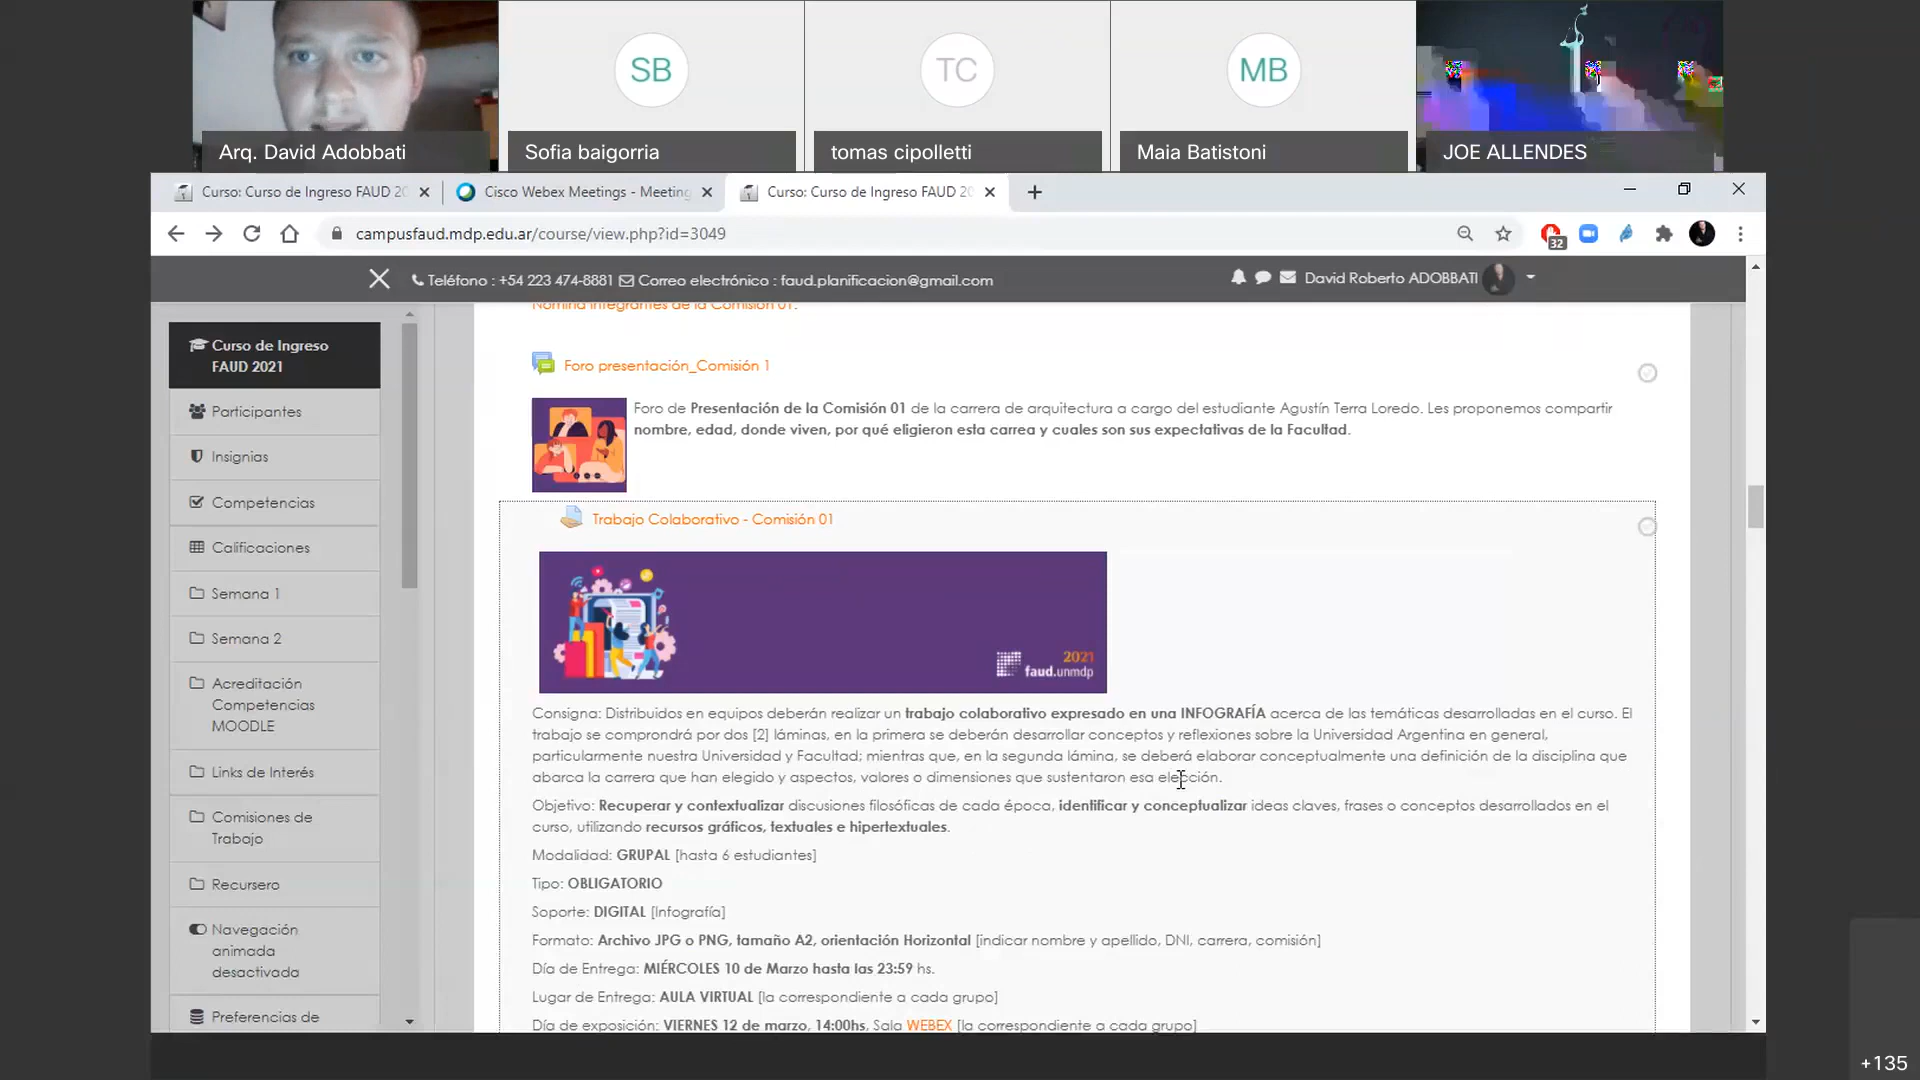 SB
TC
MB
Arq. David Adobbati
Sofia baigorria
tomas cipolletti
Maia Batistoni
JOE ALLENDES
Curso: Curso de Ingreso FAUD 20
Cisco Webex Meetings - Meeting
Curso: Curso de Ingreso FAUD 20
campusfaud.mdp.edu.ar/course/view.php?id=3049
32
Teléfono : +54 223 474-8881 Correo electrónico : faud.planificacion@gmail.com
David Roberto ADOBBATI
Curso de Ingreso
FAUD 2021
Participantes
Insignias
Competencias
Calificaciones
Semana 1
Semana 2
Acreditación
Competencias
MOODLE
Links de Interés
Comisiones de
Trabajo
Recursero
Navegación
animada
desactivada
Preferencias de
Nomina integrantes de la Comisión 01.
Foro presentación_Comisión 1
Foro de Presentación de la Comisión 01 de la carrera de arquitectura a cargo del estudiante Agustín Terra Loredo. Les proponemos compartir
nombre, edad, donde viven, por qué eligieron esta carrea y cuales son sus expectativas de la Facultad.
Trabajo Colaborativo - Comisión 01
2021
faud.unmdp
Consigna: Distribuidos en equipos deberán realizar un trabajo colaborativo expresado en una INFOGRAFÍA acerca de las temáticas desarrolladas en el curso. El
trabajo se comprondrá por dos [2] láminas, en la primera se deberán desarrollar conceptos y reflexiones sobre la Universidad Argentina en general,
particularmente nuestra Universidad y Facultad; mientras que, en la segunda lámina, se deberá elaborar conceptualmente una definición de la disciplina que
abarca la carrera que han elegido y aspectos, valores o dimensiones que sustentaron esa elección.
Objetivo: Recuperar y contextualizar discusiones filosóficas de cada época, identificar y conceptualizar ideas claves, frases o conceptos desarrollados en el
curso, utilizando recursos gráficos, textuales e hipertextuales.
Modalidad: GRUPAL [hasta 6 estudiantes]
Tipo: OBLIGATORIO
Soporte: DIGITAL [Infografía]
Formato: Archivo JPG o PNG, tamaño A2, orientación Horizontal [indicar nombre y apellido, DNI, carrera, comisión]
Día de Entrega: MIÉRCOLES 10 de Marzo hasta las 23:59 hs.
Lugar de Entrega: AULA VIRTUAL [la correspondiente a cada grupo]
Día de exposición: VIERNES 12 de marzo, 14:00hs, Sala WEBEX [la correspondiente a cada grupo]
+135